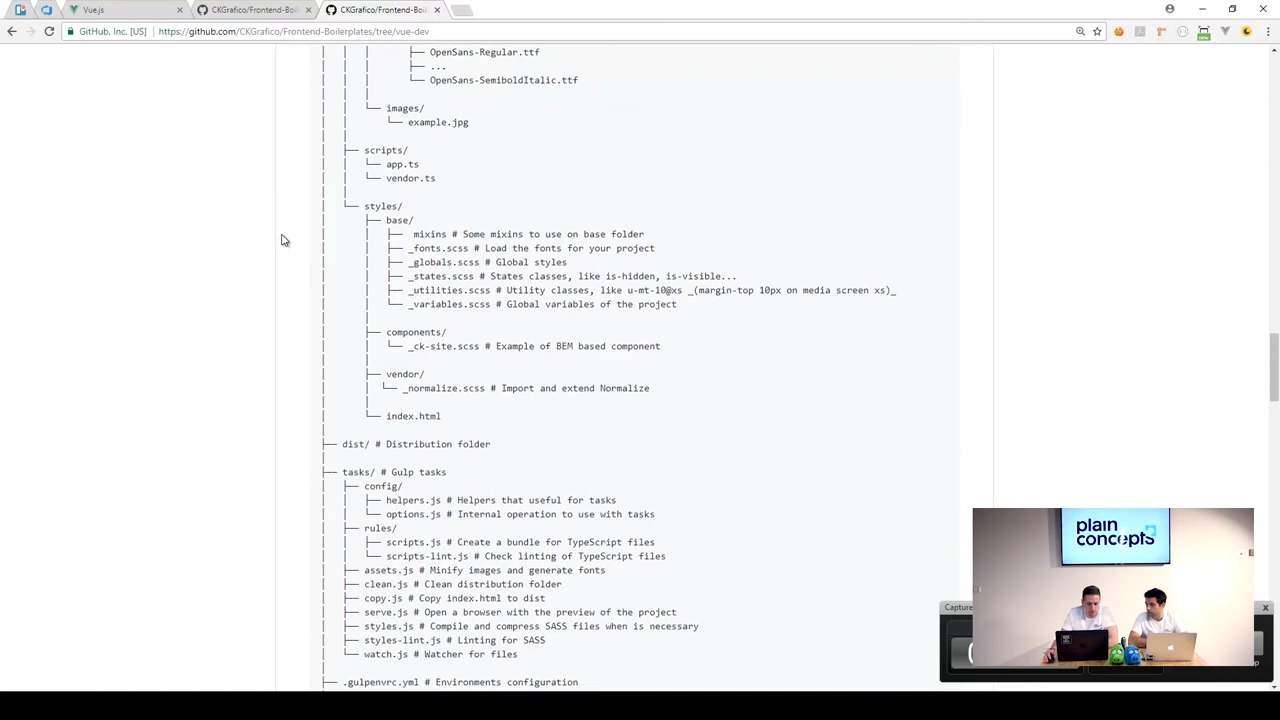 Vue.js
CKGrafico/Frontend-Boil
CKGrafico/Frontend-Boil
GitHub, Inc. [US]
https://github.com/CKGrafico/Frontend-Boilerplates/tree/vue-dev
├── OpenSans-Regular.ttf
├── ...
└── OpenSans-SemiboldItalic.ttf
└── images/
└── example.jpg
├── scripts/
└── app.ts
└── vendor.ts
└── styles/
├── base/
├── _mixins # Some mixins to use on base folder
├── _fonts.scss # Load the fonts for your project
├── _globals.scss # Global styles
├── _states.scss # States classes, like is-hidden, is-visible...
├── _utilities.scss # Utility classes, like u-mt-10@xs _(margin-top 10px on media screen xs)_
└── _variables.scss # Global variables of the project
├── components/
└── _ck-site.scss # Example of BEM based component
├── vendor/
└── _normalize.scss # Import and extend Normalize
└── index.html
├── dist/ # Distribution folder
├── tasks/ # Gulp tasks
├── config/
├── helpers.js # Helpers that useful for tasks
└── options.js # Internal operation to use with tasks
├── rules/
├── scripts.js # Create a bundle for TypeScript files
└── scripts-lint.js # Check linting of TypeScript files
├── assets.js # Minify images and generate fonts
├── clean.js # Clean distribution folder
├── copy.js # Copy index.html to dist
├── serve.js # Open a browser with the preview of the project
├── styles.js # Compile and compress SASS files when is necessary
├── styles-lint.js # Linting for SASS
└── watch.js # Watcher for files
├── .gulpenvrc.yml # Environments configuration
plain
concepts
Capture